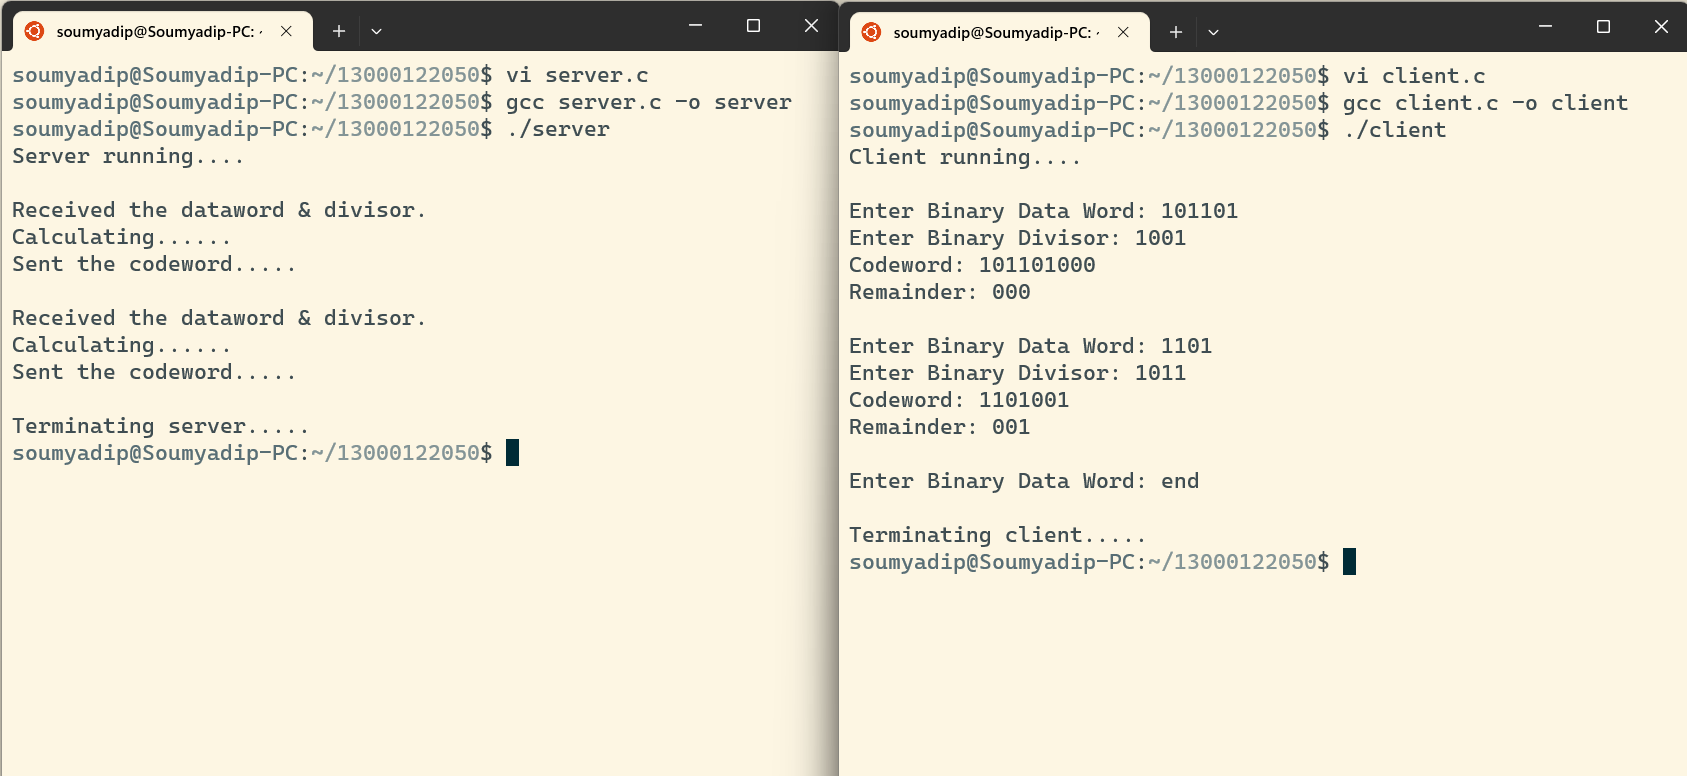 soumyadip@Soumyadip-PC: ~
soumyadip@Soumyadip-PC:~/13000122050$ vi server.c
soumyadip@Soumyadip-PC:~/13000122050$ gcc server.c -o server
soumyadip@Soumyadip-PC:~/13000122050$ ./server
Server running....
Received the dataword & divisor.
Calculating......
Sent the codeword.....
Received the dataword & divisor.
Calculating......
Sent the codeword.....
Terminating server.....
soumyadip@Soumyadip-PC:~/13000122050$
soumyadip@Soumyadip-PC: ~
soumyadip@Soumyadip-PC:~/13000122050$ vi client.c
soumyadip@Soumyadip-PC:~/13000122050$ gcc client.c -o client
soumyadip@Soumyadip-PC:~/13000122050$ ./client
Client running....
Enter Binary Data Word: 101101
Enter Binary Divisor: 1001
Codeword: 101101000
Remainder: 000
Enter Binary Data Word: 1101
Enter Binary Divisor: 1011
Codeword: 1101001
Remainder: 001
Enter Binary Data Word: end
Terminating client.....
soumyadip@Soumyadip-PC:~/13000122050$